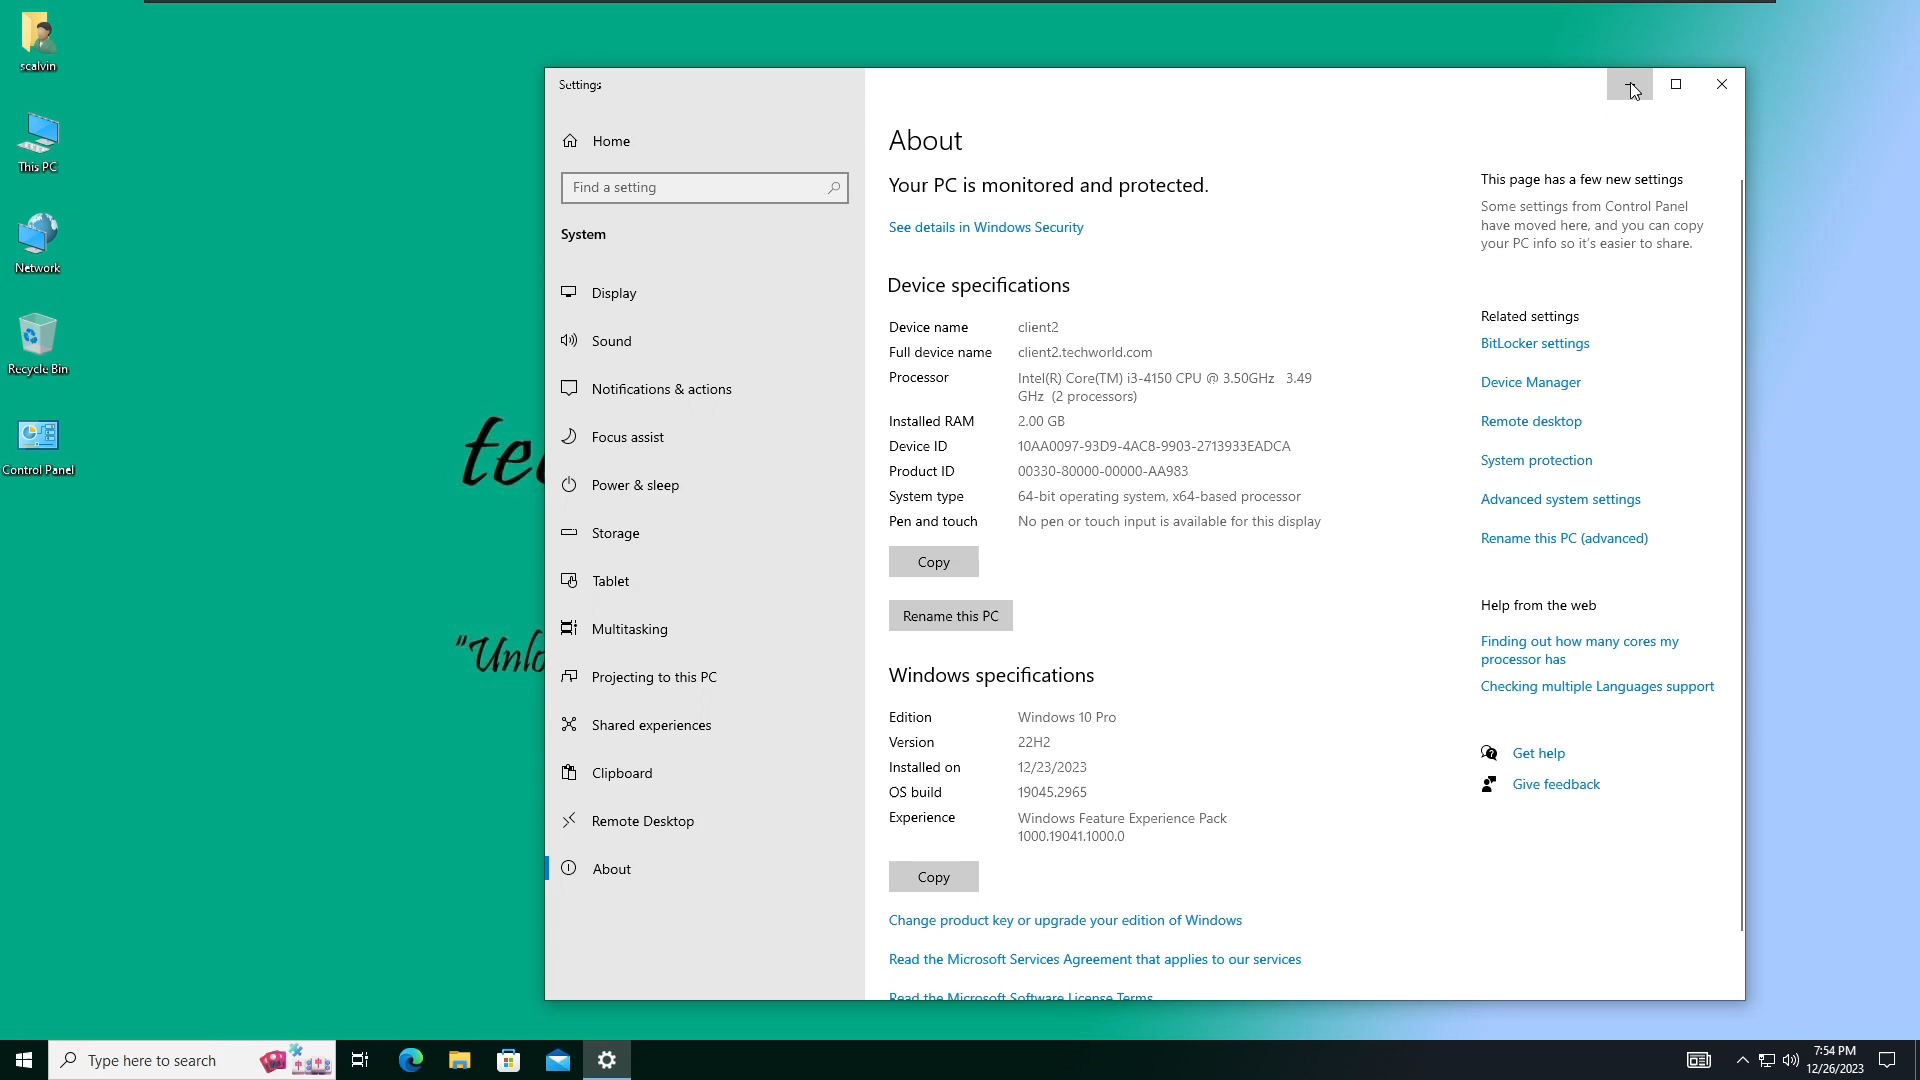 scalvin
This PC
Network
Recycle Bin
Control Panel
"Unlo
Settings
Home
Find a setting
System
Display
Sound
Notifications & actions
Focus assist
Power & sleep
Storage
Tablet
Multitasking
Projecting to this PC
Shared experiences
Clipboard
Remote Desktop
About
About
Your PC is monitored and protected.
See details in Windows Security
Device specifications
Device name client2
Full device name client2.techworld.com
Processor Intel(R) Core(TM) i3-4150 CPU @ 3.50GHz 3.49
GHz (2 processors)
Installed RAM 2.00 GB
Device ID 10AA0097-93D9-4AC8-9903-2713933EADCA
Product ID 00330-80000-00000-AA983
System type 64-bit operating system, x64-based processor
Pen and touch No pen or touch input is available for this display
Copy
Rename this PC
Windows specifications
Edition Windows 10 Pro
Version 22H2
Installed on 12/23/2023
OS build 19045.2965
Experience Windows Feature Experience Pack
1000.19041.1000.0
Copy
Change product key or upgrade your edition of Windows
Read the Microsoft Services Agreement that applies to our services
Read the Microsoft Software License Terms
This page has a few new settings
Some settings from Control Panel
have moved here, and you can copy
your PC info so it's easier to share.
Related settings
BitLocker settings
Device Manager
Remote desktop
System protection
Advanced system settings
Rename this PC (advanced)
Help from the web
Finding out how many cores my
processor has
Checking multiple Languages support
Get help
Give feedback
Type here to search
7:54 PM
12/26/2023